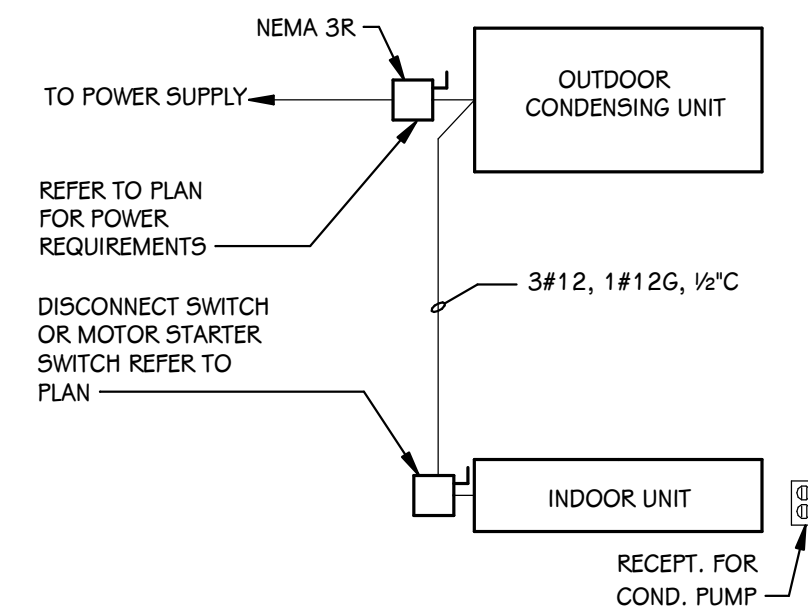 NEMA 3R
TO POWER SUPPLY
OUTDOOR
CONDENSING UNIT
REFER TO PLAN
FOR POWER
REQUIREMENTS
3#12, 1#12G, ½"C
DISCONNECT SWITCH
OR MOTOR STARTER
SWITCH REFER TO
PLAN
INDOOR UNIT
RECEPT. FOR
COND. PUMP